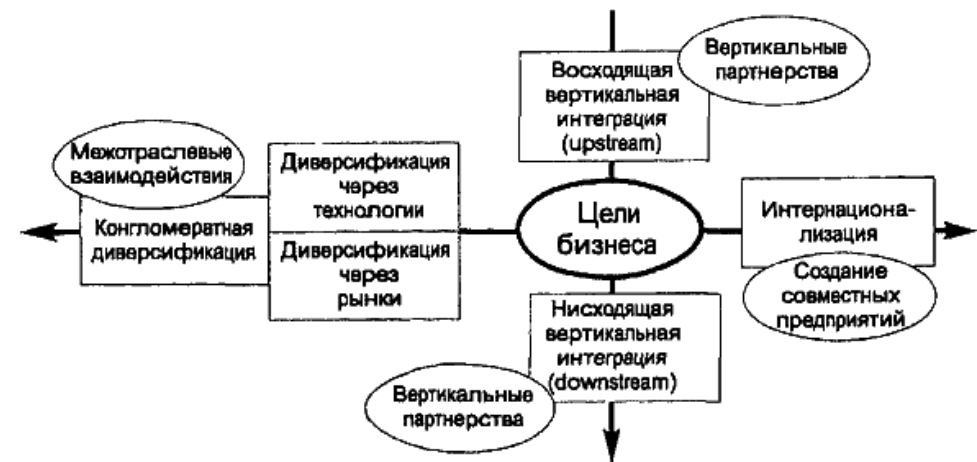 Вертикальные
партнерства
Восходящая
вертикальная
интеграция
(upstream)
Межотраслевые
взаимодействия
Диверсификация
через
технологии
Конгломератная
диверсификация
Диверсификация
через
рынки
Цели
бизнеса
Интернациона-
лизация
Создание
совместных
предприятий
Нисходящая
вертикальная
интеграция
(downstream)
Вертикальные
партнерства